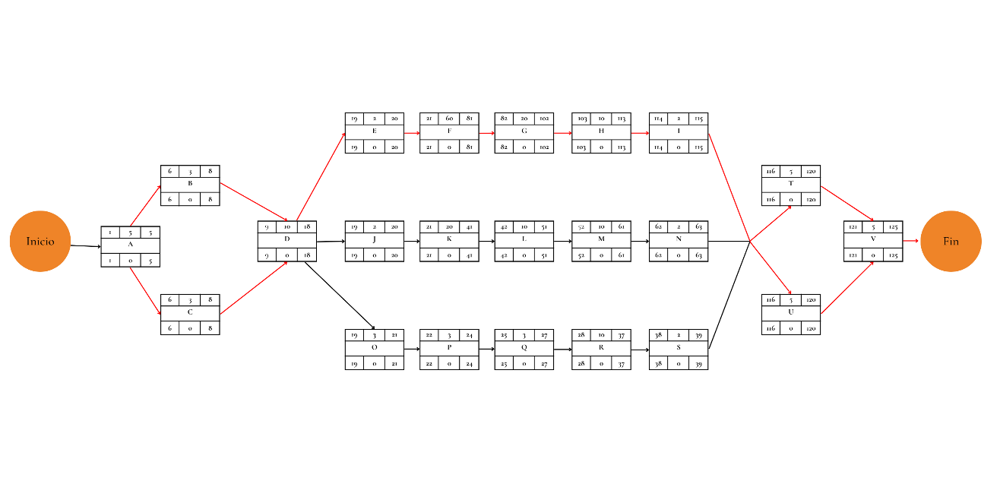 Inicio
1 5 5
A
1 0 5
6 3 8
B
6 0 8
6 3 8
C
6 0 8
9 10 18
D
9 0 18
19 2 20
E
19 0 20
21 60 81
F
21 0 81
82 20 102
G
82 0 102
103 10 113
H
103 0 113
114 2 115
I
114 0 115
19 2 20
J
19 0 20
21 20 41
K
21 0 41
42 10 51
L
42 0 51
52 10 61
M
52 0 61
62 2 63
N
62 0 63
19 3 21
O
19 0 21
22 3 24
P
22 0 24
25 3 27
Q
25 0 27
28 10 37
R
28 0 37
38 2 39
S
38 0 39
116 5 120
T
116 0 120
116 5 120
U
116 0 120
121 5 125
V
121 0 125
Fin